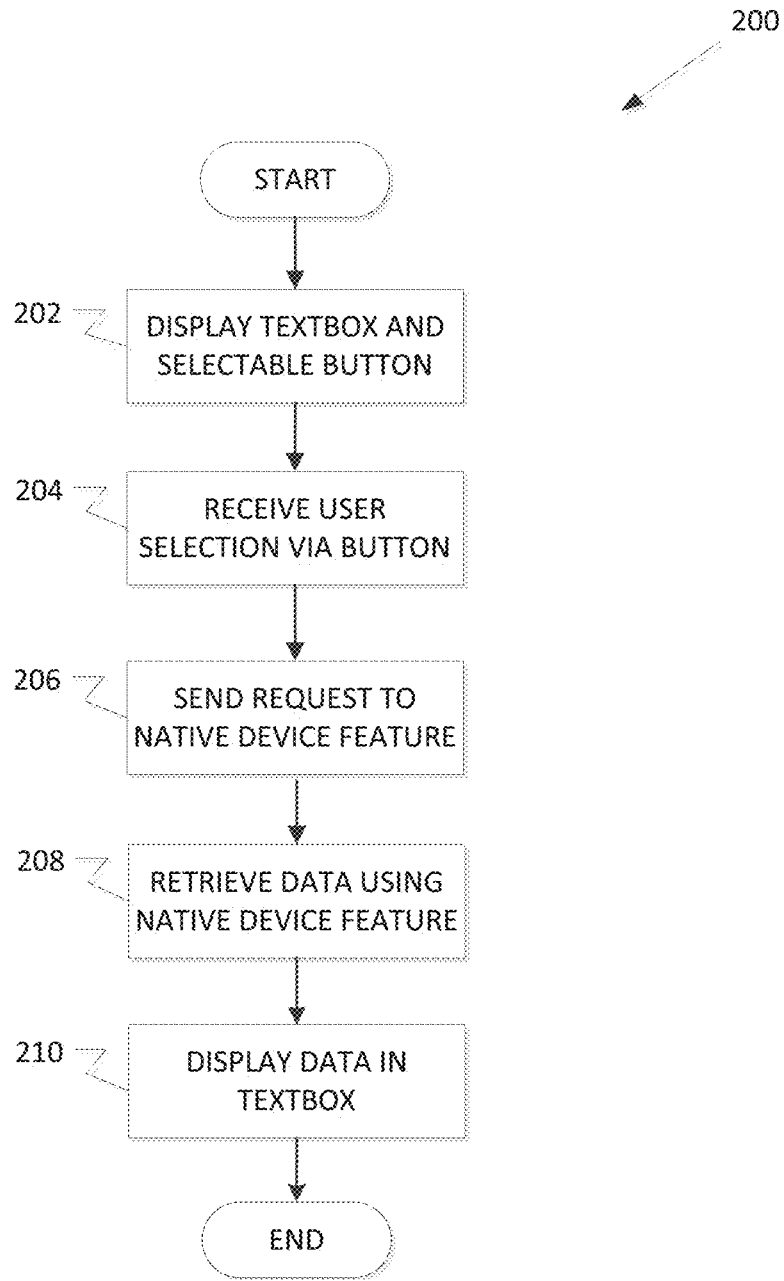 200
START
202
DISPLAY TEXTBOX AND
SELECTABLE BUTTON
204
RECEIVE USER
SELECTION VIA BUTTON
206
SEND REQUEST TO
NATIVE DEVICE FEATURE
208
RETRIEVE DATA USING
NATIVE DEVICE FEATURE
210
DISPLAY DATA IN
TEXTBOX
END